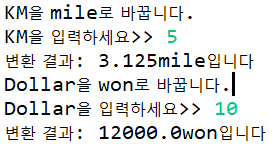 KM을 mile로 바꿉니다.
KM을 입력하세요>> 5
변환 결과: 3.125mile입니다
Dollar을 won로 바꿉니다.
Dollar을 입력하세요>> 10
변환 결과: 12000.0won입니다